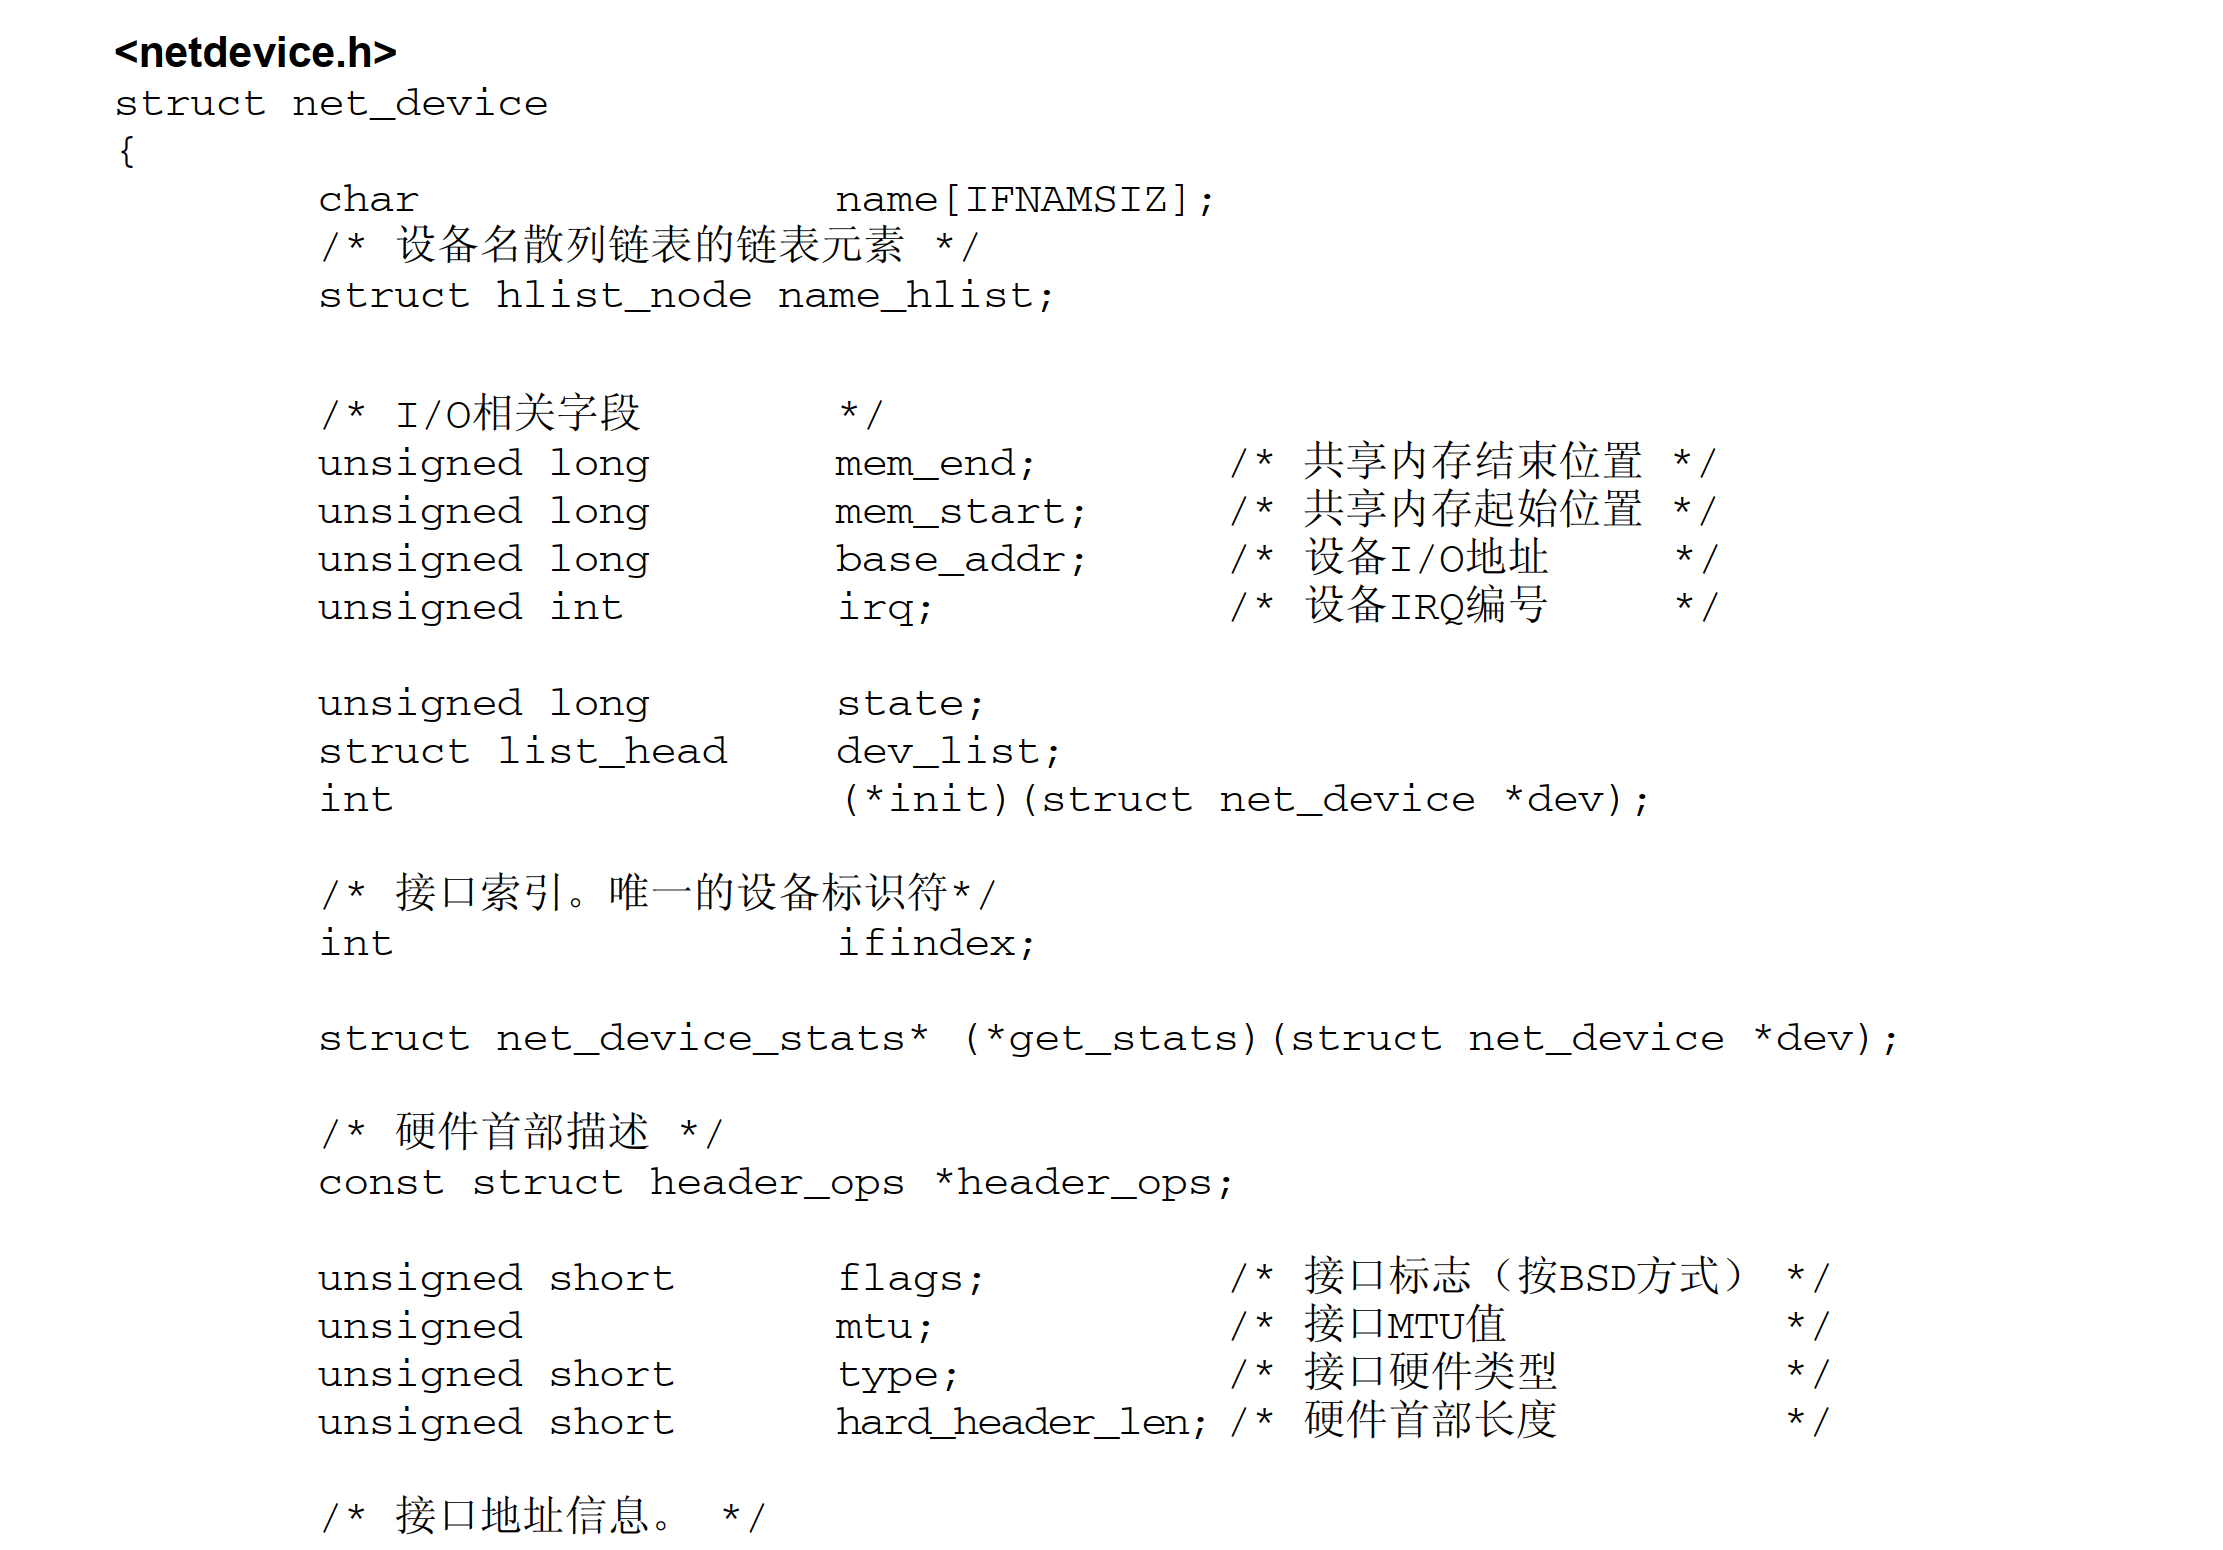 <netdevice.h>
struct net_device
{
char name[IFNAMSIZ];
/* 设备名散列链表的链表元素 */
struct hlist_node name_hlist;
/* I/O相关字段 */
unsigned long mem_end; /* 共享内存结束位置 */
unsigned long mem_start; /* 共享内存起始位置 */
unsigned long base_addr; /* 设备I/O地址 */
unsigned int irq; /* 设备IRQ编号 */
unsigned long state;
struct list_head dev_list;
int (*init)(struct net_device *dev);
/* 接口索引。唯一的设备标识符*/
int ifindex;
struct net_device_stats* (*get_stats)(struct net_device *dev);
/* 硬件首部描述 */
const struct header_ops *header_ops;
unsigned short flags; /* 接口标志（按BSD方式） */
unsigned mtu; /* 接口MTU值 */
unsigned short type; /* 接口硬件类型 */
unsigned short hard_header_len; /* 硬件首部长度 */
/* 接口地址信息。 */